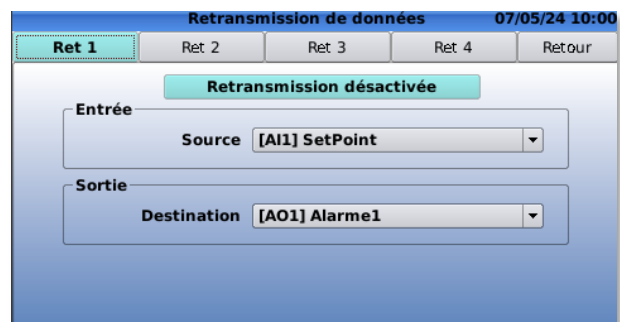 Retransmission de données 07/05/24 10:00
Ret 1 Ret 2 Ret 3 Ret 4 Retour
Retransmission désactivée
Entrée
Source [AI1] SetPoint
Sortie
Destination [AO1] Alarme1